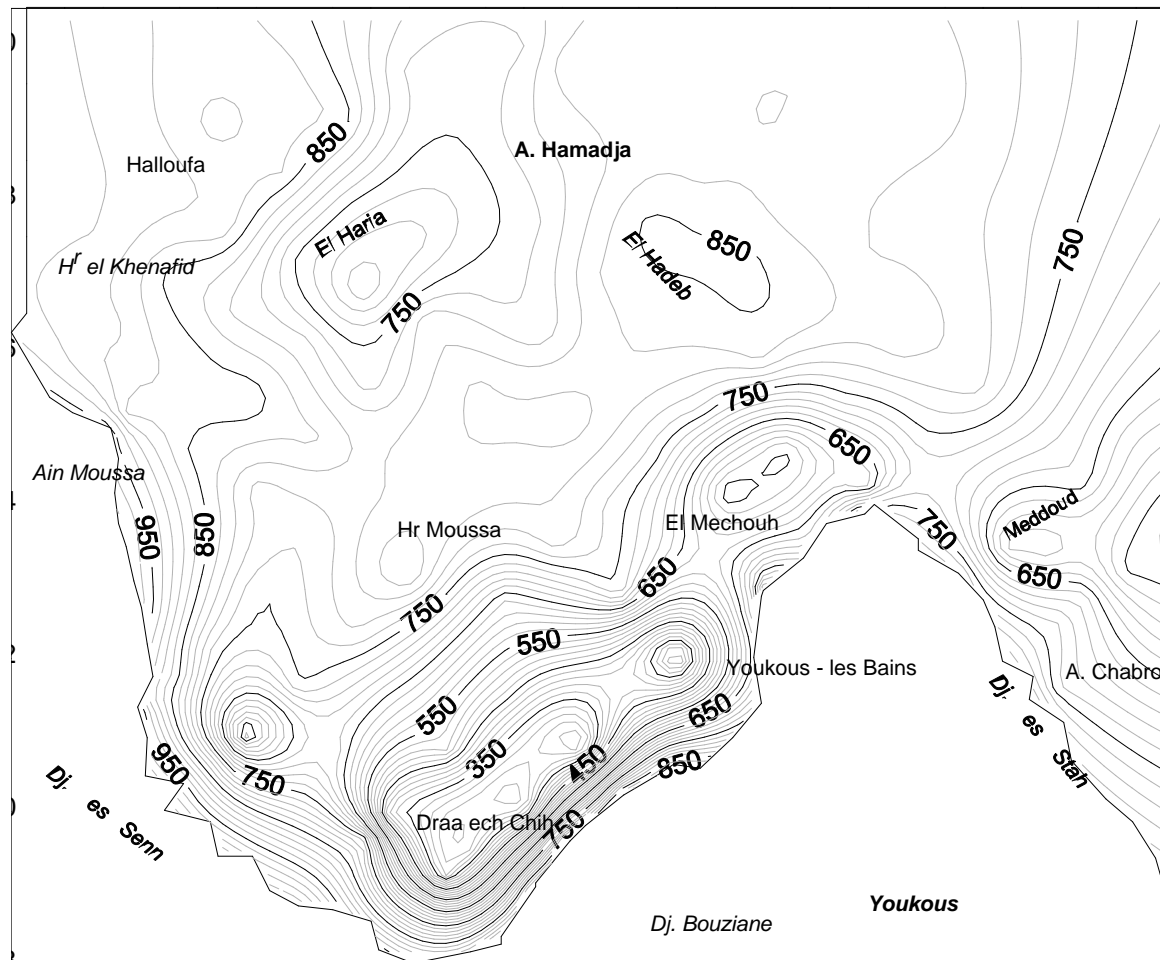 850
A. Hamadja
Halloufa
El Haria
850
750
El Hadeb
Hʳ el Khenafid
750
750
650
Ain Moussa
950
850
Hr Moussa
El Mechouh
750
Meddoud
650
650
750
550
Youkous - les Bains
A. Chabro
Dj. es Stah
550
650
350
450
850
950
750
Dj. es Senn
Draa ech Chih
750
Youkous
Dj. Bouziane